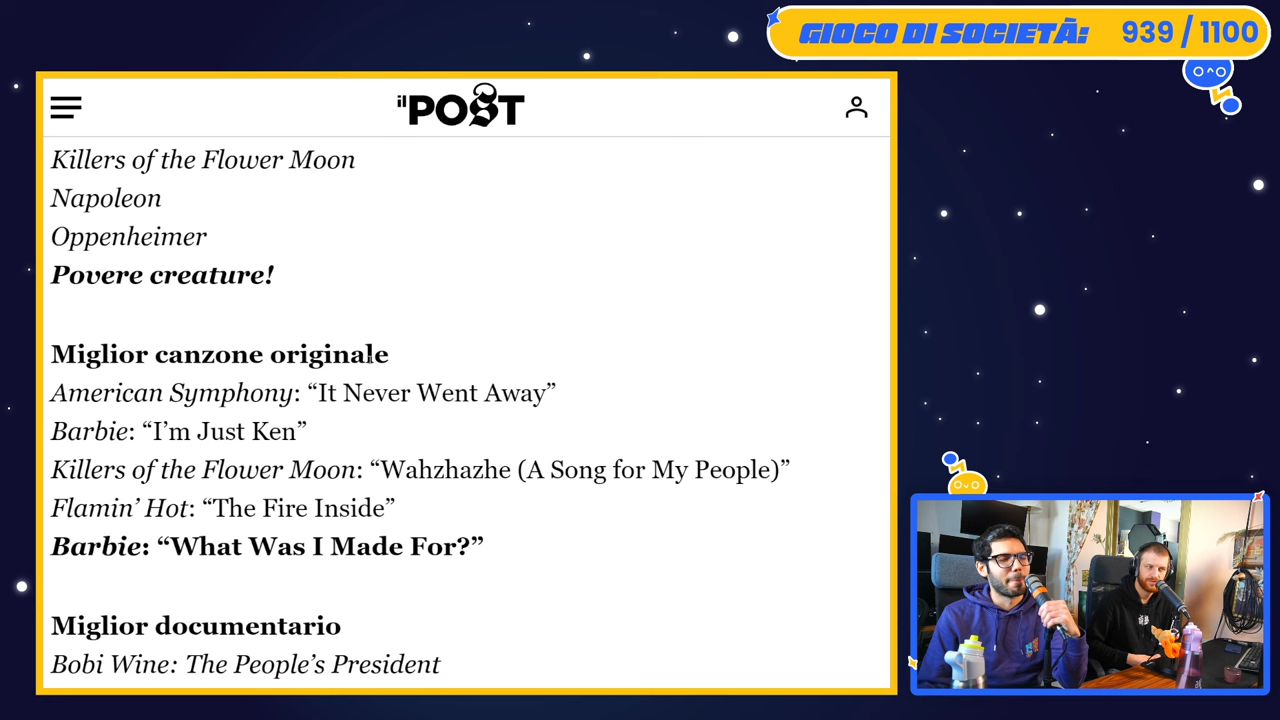 GIOCO DI SOCIETÀ: 939 / 1100
il POST
Killers of the Flower Moon
Napoleon
Oppenheimer
Povere creature!
Miglior canzone originale
American Symphony: “It Never Went Away”
Barbie: “I’m Just Ken”
Killers of the Flower Moon: “Wahzhazhe (A Song for My People)”
Flamin’ Hot: “The Fire Inside”
Barbie: “What Was I Made For?”
Miglior documentario
Bobi Wine: The People’s President